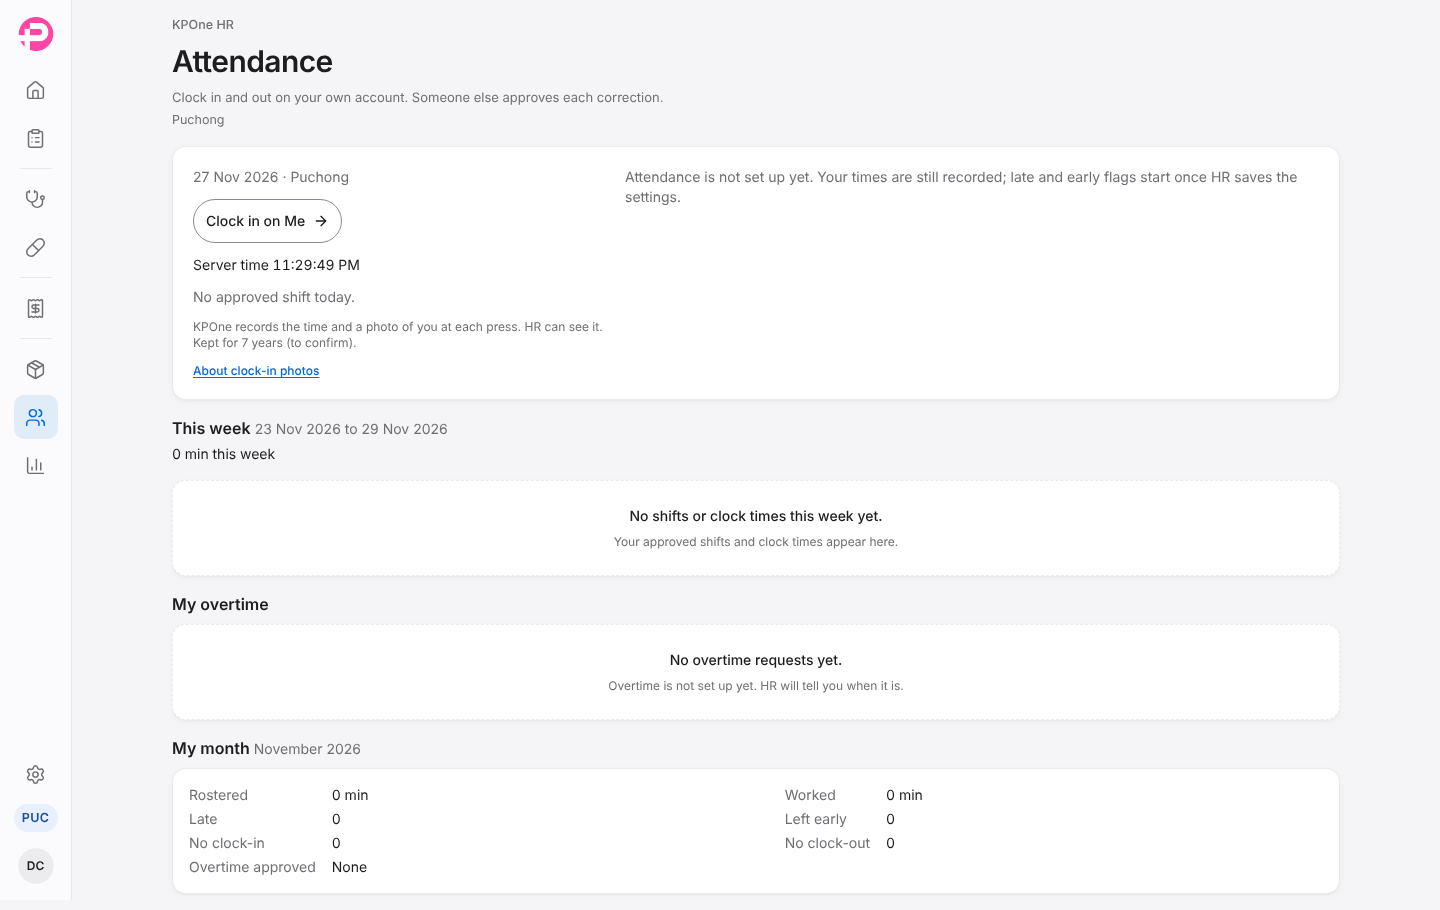 KPOne HR
Attendance
Clock in and out on your own account. Someone else approves each correction.
Puchong
27 Nov 2026 · Puchong
Clock in on Me →
Server time 11:29:49 PM
No approved shift today.
KPOne records the time and a photo of you at each press. HR can see it.
Kept for 7 years (to confirm).
About clock-in photos
Attendance is not set up yet. Your times are still recorded; late and early flags start once HR saves the
settings.
This week 23 Nov 2026 to 29 Nov 2026
0 min this week
No shifts or clock times this week yet.
Your approved shifts and clock times appear here.
My overtime
No overtime requests yet.
Overtime is not set up yet. HR will tell you when it is.
My month November 2026
Rostered 0 min
Worked 0 min
Late 0
Left early 0
No clock-in 0
No clock-out 0
Overtime approved None
PUC
DC